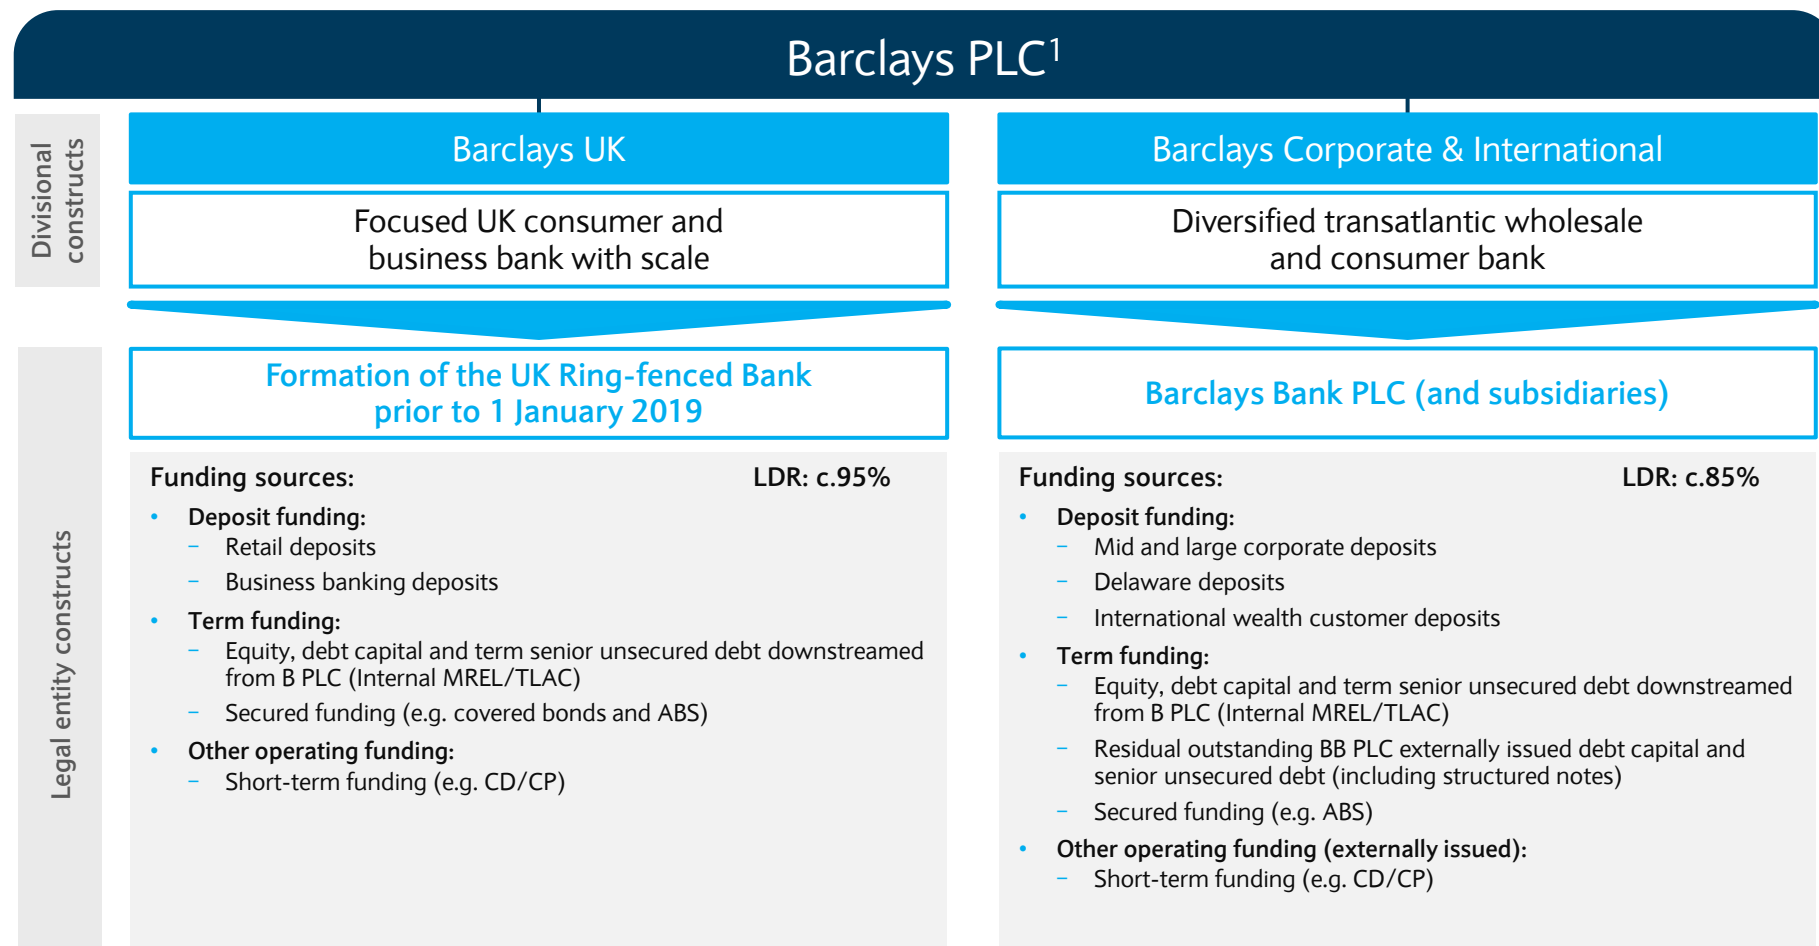 Barclays PLC1
Divisional
constructs
Barclays UK
Focused UK consumer and
business bank with scale
Barclays Corporate & International
Diversified transatlantic wholesale
and consumer bank
Legal entity constructs
Formation of the UK Ring-fenced Bank
prior to 1 January 2019
Funding sources: LDR: c.95%
• Deposit funding:
– Retail deposits
– Business banking deposits
• Term funding:
– Equity, debt capital and term senior unsecured debt downstreamed
from B PLC (Internal MREL/TLAC)
– Secured funding (e.g. covered bonds and ABS)
• Other operating funding:
– Short-term funding (e.g. CD/CP)
Barclays Bank PLC (and subsidiaries)
Funding sources: LDR: c.85%
• Deposit funding:
– Mid and large corporate deposits
– Delaware deposits
– International wealth customer deposits
• Term funding:
– Equity, debt capital and term senior unsecured debt downstreamed
from B PLC (Internal MREL/TLAC)
– Residual outstanding BB PLC externally issued debt capital and
senior unsecured debt (including structured notes)
– Secured funding (e.g. ABS)
• Other operating funding (externally issued):
– Short-term funding (e.g. CD/CP)